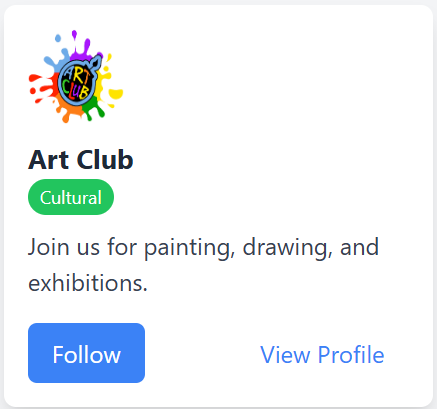 ART
CLUB
Art Club
Cultural
Join us for painting, drawing, and
exhibitions.
Follow
View Profile